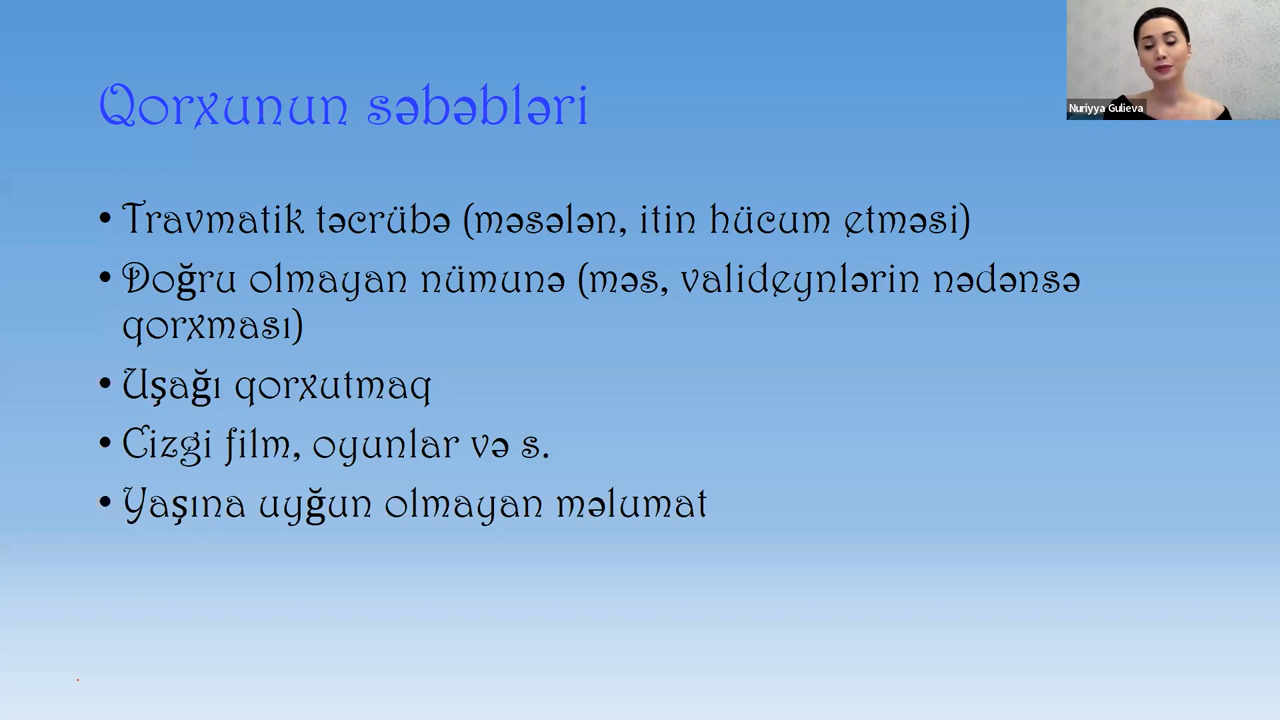 Qorxunun səbəbləri
Nuriyya Gulieva
• Travmatik təcrübə (məsələn, itin hücum etməsi)
• Doğru olmayan nümunə (məs, valideynlərin nədənsə
qorxması)
• Uşağı qorxutmaq
• Cizgi film, oyunlar və s.
• Yaşına uyğun olmayan məlumat